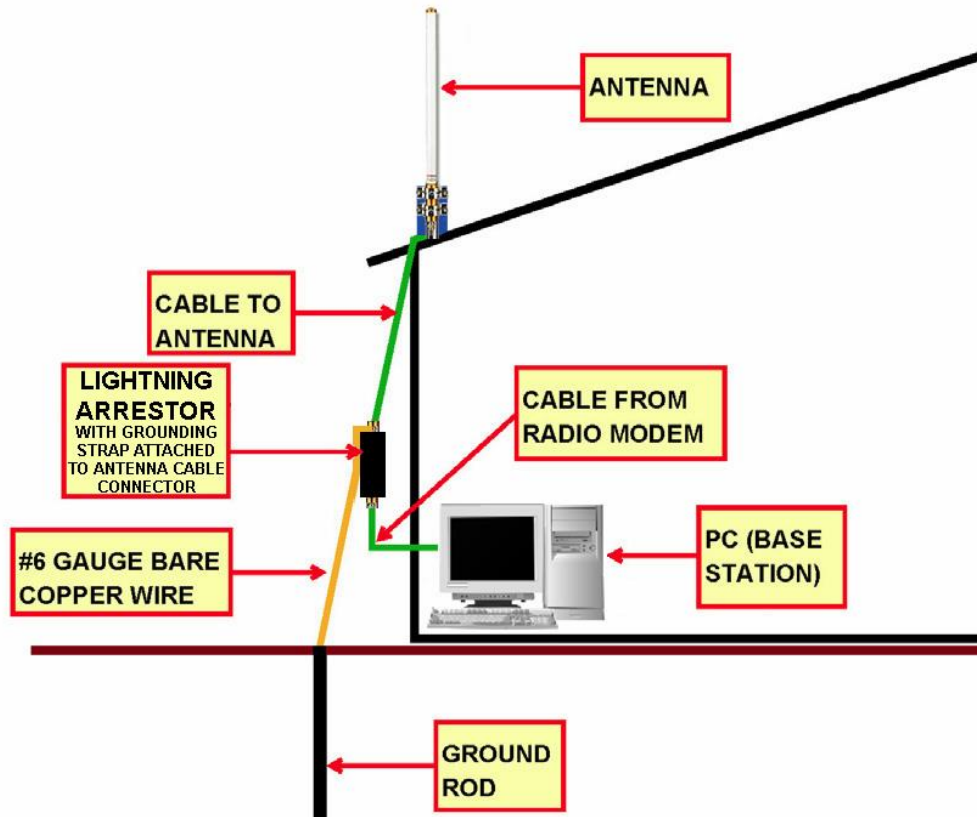 ANTENNA
CABLE TO
ANTENNA
LIGHTNING
ARRESTOR
WITH GROUNDING
STRAP ATTACHED
TO ANTENNA CABLE
CONNECTOR
CABLE FROM
RADIO MODEM
#6 GAUGE BARE
COPPER WIRE
PC (BASE
STATION)
GROUND
ROD